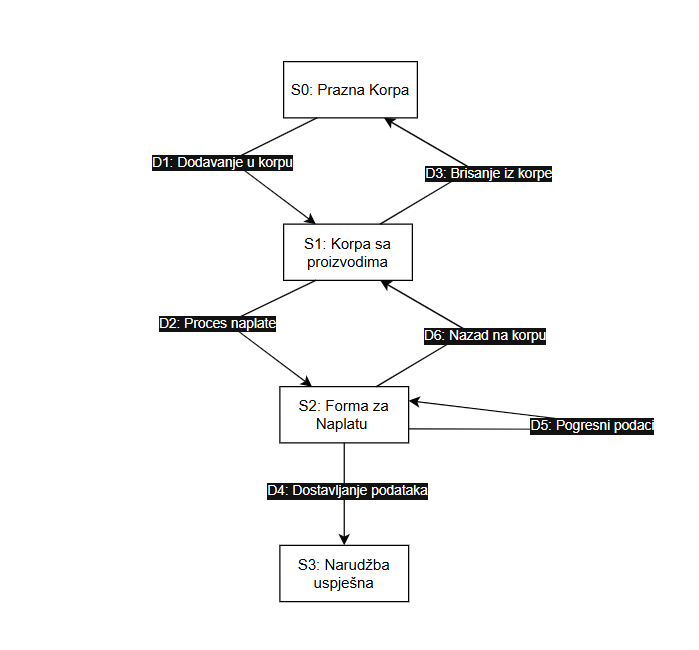 S0: Prazna Korpa
D1: Dodavanje u korpu
D3: Brisanje iz korpe
S1: Korpa sa
proizvodima
D2: Proces naplate
D6: Nazad na korpu
S2: Forma za
Naplatu
D5: Pogresni podaci
D4: Dostavljanje podataka
S3: Narudžba
uspješna